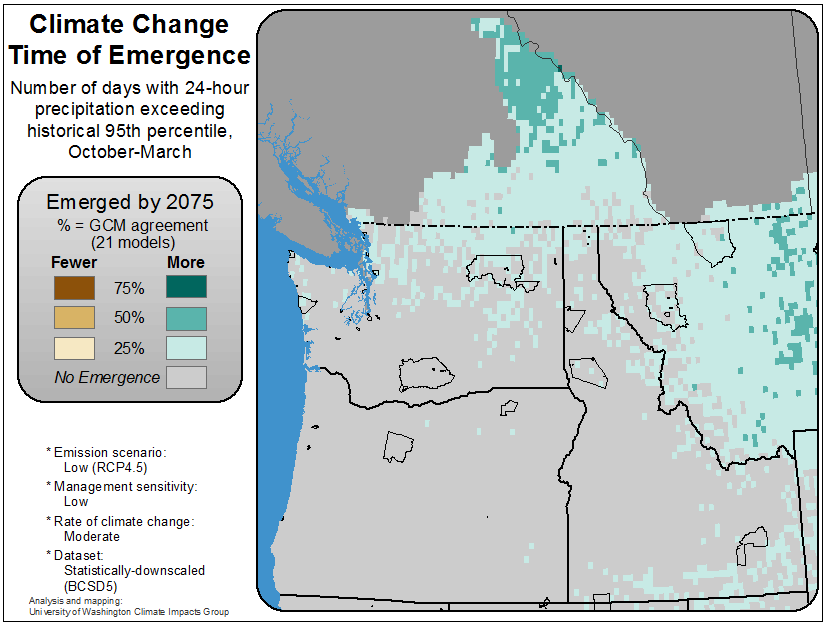 Climate Change
Time of Emergence
Number of days with 24-hour
precipitation exceeding
historical 95th percentile,
October-March
Emerged by 2075
% = GCM agreement
(21 models)
Fewer More
75%
50%
25%
No Emergence
* Emission scenario:
Low (RCP4.5)
* Management sensitivity:
Low
* Rate of climate change:
Moderate
* Dataset:
Statistically-downscaled
(BCSD5)
Analysis and mapping:
University of Washington Climate Impacts Group